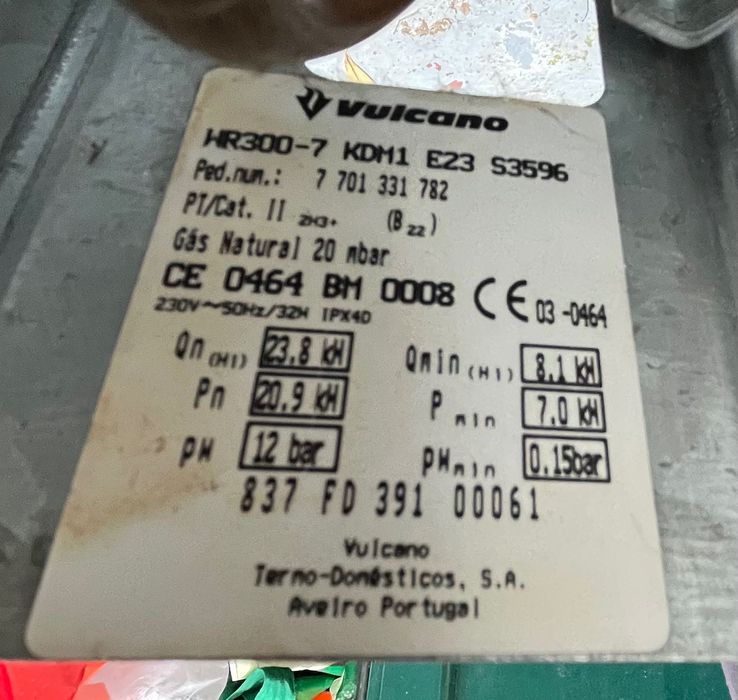 Vulcano
WR300-7 KDM1 E23 S3596
Ped.num.: 7 701 331 782
PT/Cat. II 2H3+ (B 22)
Gás Natural 20 mbar
CE 0464 BM 0008 CE 03-0464
230V~50Hz/32W IPX4D
Qn (Hi) 23.8 kW Qmin (Hi) 8.1 kW
Pn 20.9 kW P min 7.0 kW
pW 12 bar pWmin 0.15bar
837 FD 391 00061
Vulcano
Termo-Domésticos, S.A.
Aveiro Portugal